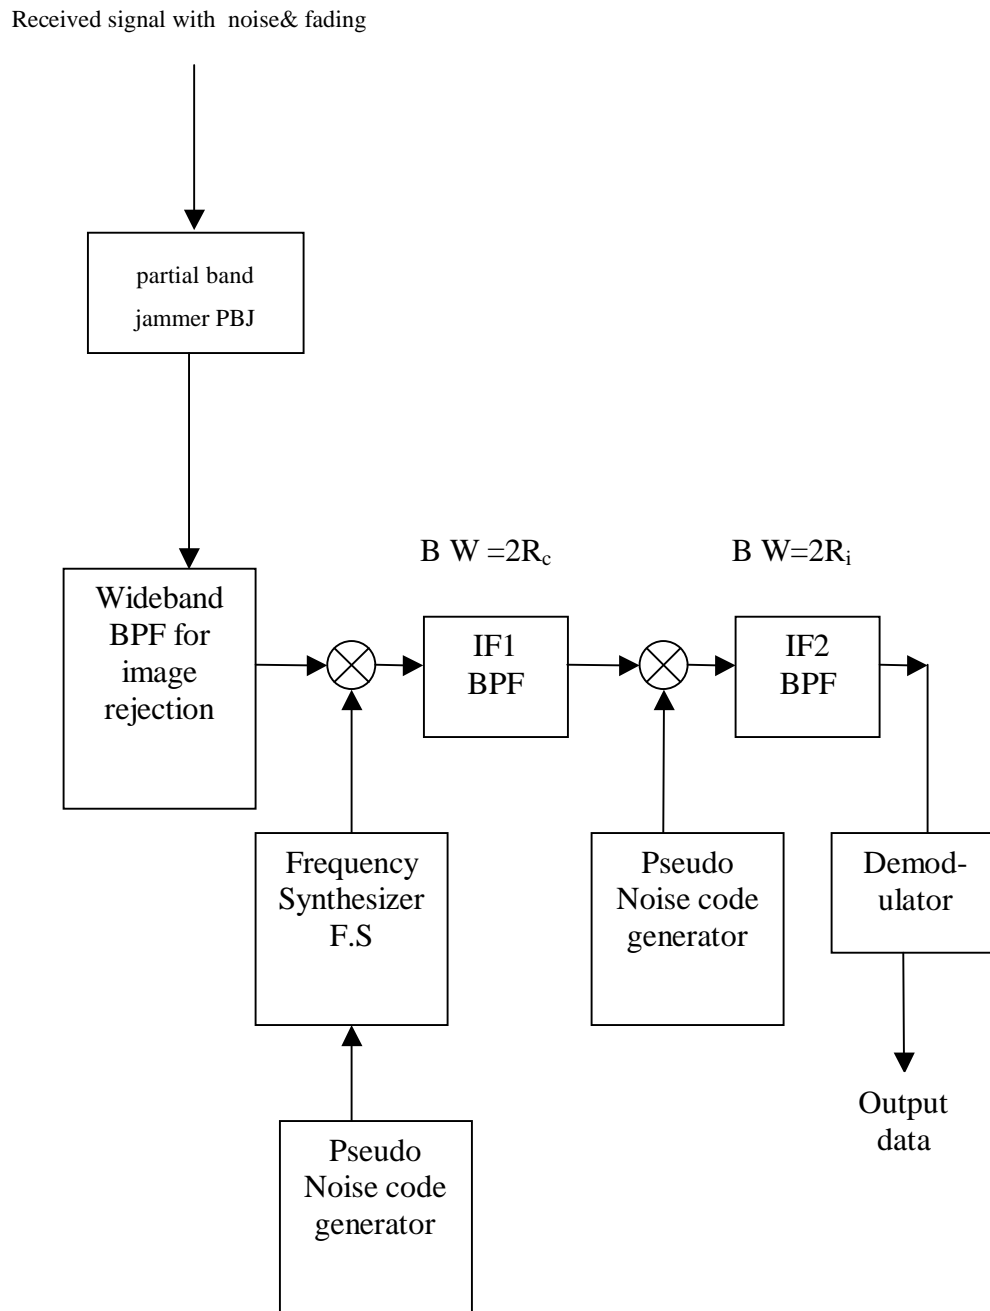 Received signal with  noise& fading
partial band
jammer PBJ
B W =2Rc
B W=2Ri
Wideband
BPF for
image
rejection
IF1
BPF
IF2
BPF
Frequency
Synthesizer
F.S
Pseudo
Noise code
generator
Demod-
ulator
Output
data
Pseudo
Noise code
generator